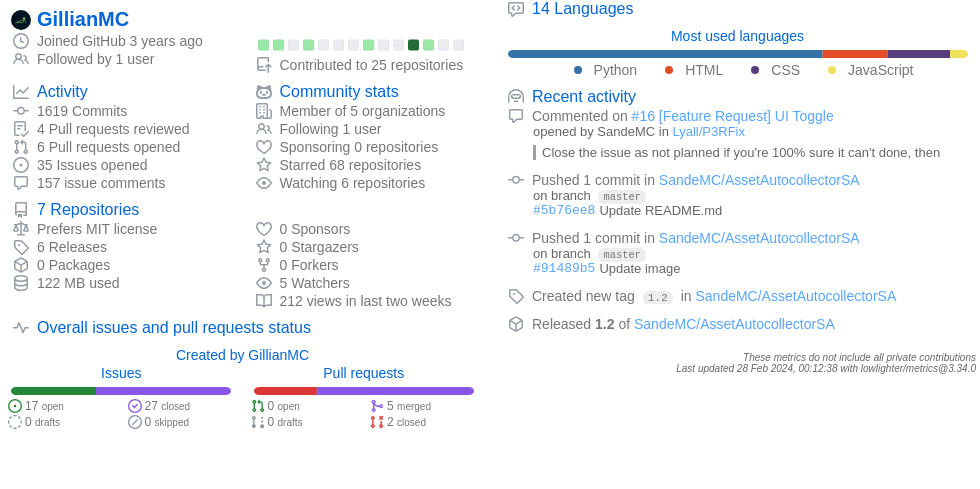 GillianMC
Joined GitHub 3 years ago
Followed by 1 user
Contributed to 25 repositories
Activity
1619 Commits
4 Pull requests reviewed
6 Pull requests opened
35 Issues opened
157 issue comments
Community stats
Member of 5 organizations
Following 1 user
Sponsoring 0 repositories
Starred 68 repositories
Watching 6 repositories
7 Repositories
Prefers MIT license
6 Releases
0 Packages
122 MB used
0 Sponsors
0 Stargazers
0 Forkers
5 Watchers
212 views in last two weeks
Overall issues and pull requests status
Created by GillianMC
Issues
17 open
27 closed
0 drafts
0 skipped
Pull requests
0 open
5 merged
0 drafts
2 closed
14 Languages
Most used languages
Python HTML CSS JavaScript
Recent activity
Commented on #16 [Feature Request] UI Toggle
opened by SandeMC in Lyall/P3RFix
Close the issue as not planned if you're 100% sure it can't done, then
Pushed 1 commit in SandeMC/AssetAutocollectorSA
on branch master
#5b76ee8 Update README.md
Pushed 1 commit in SandeMC/AssetAutocollectorSA
on branch master
#91489b5 Update image
Created new tag 1.2 in SandeMC/AssetAutocollectorSA
Released 1.2 of SandeMC/AssetAutocollectorSA
These metrics do not include all private contributions
Last updated 28 Feb 2024, 00:12:38 with lowlighter/metrics@3.34.0